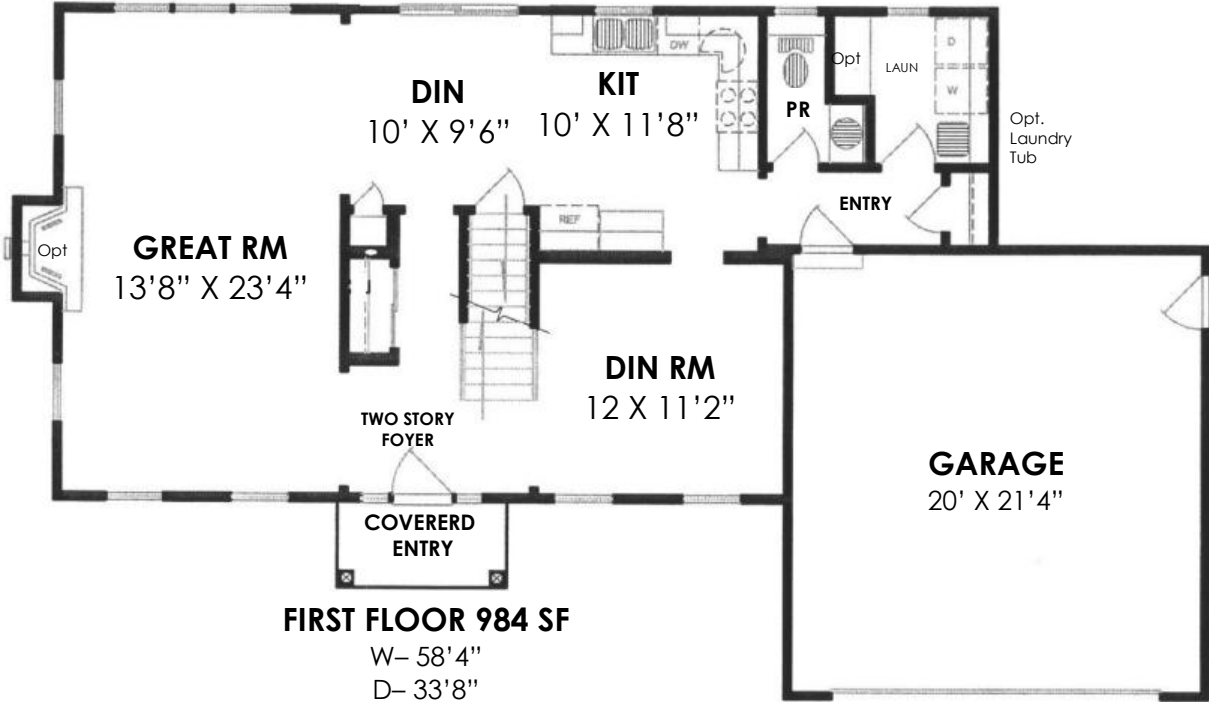 DIN
10’ X 9’6”
KIT
10’ X 11’8”
DW
PR
Opt
LAUN
D
W
Opt.
Laundry
Tub
ENTRY
REF
Opt
GREAT RM
13’8” X 23’4”
DIN RM
12 X 11’2”
TWO STORY
FOYER
GARAGE
20’ X 21’4”
COVERERD
ENTRY
FIRST FLOOR 984 SF
W– 58’4”
D– 33’8”